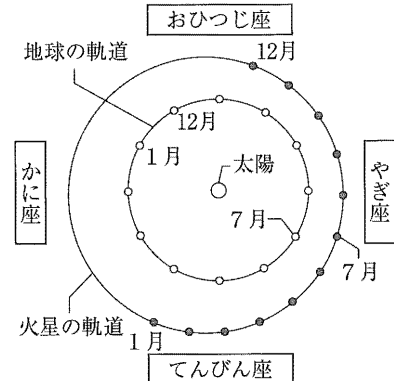 おひつじ座
地球の軌道
12月
12月
1月
太陽
かに座
やぎ座
7月
7月
火星の軌道
1月
てんびん座